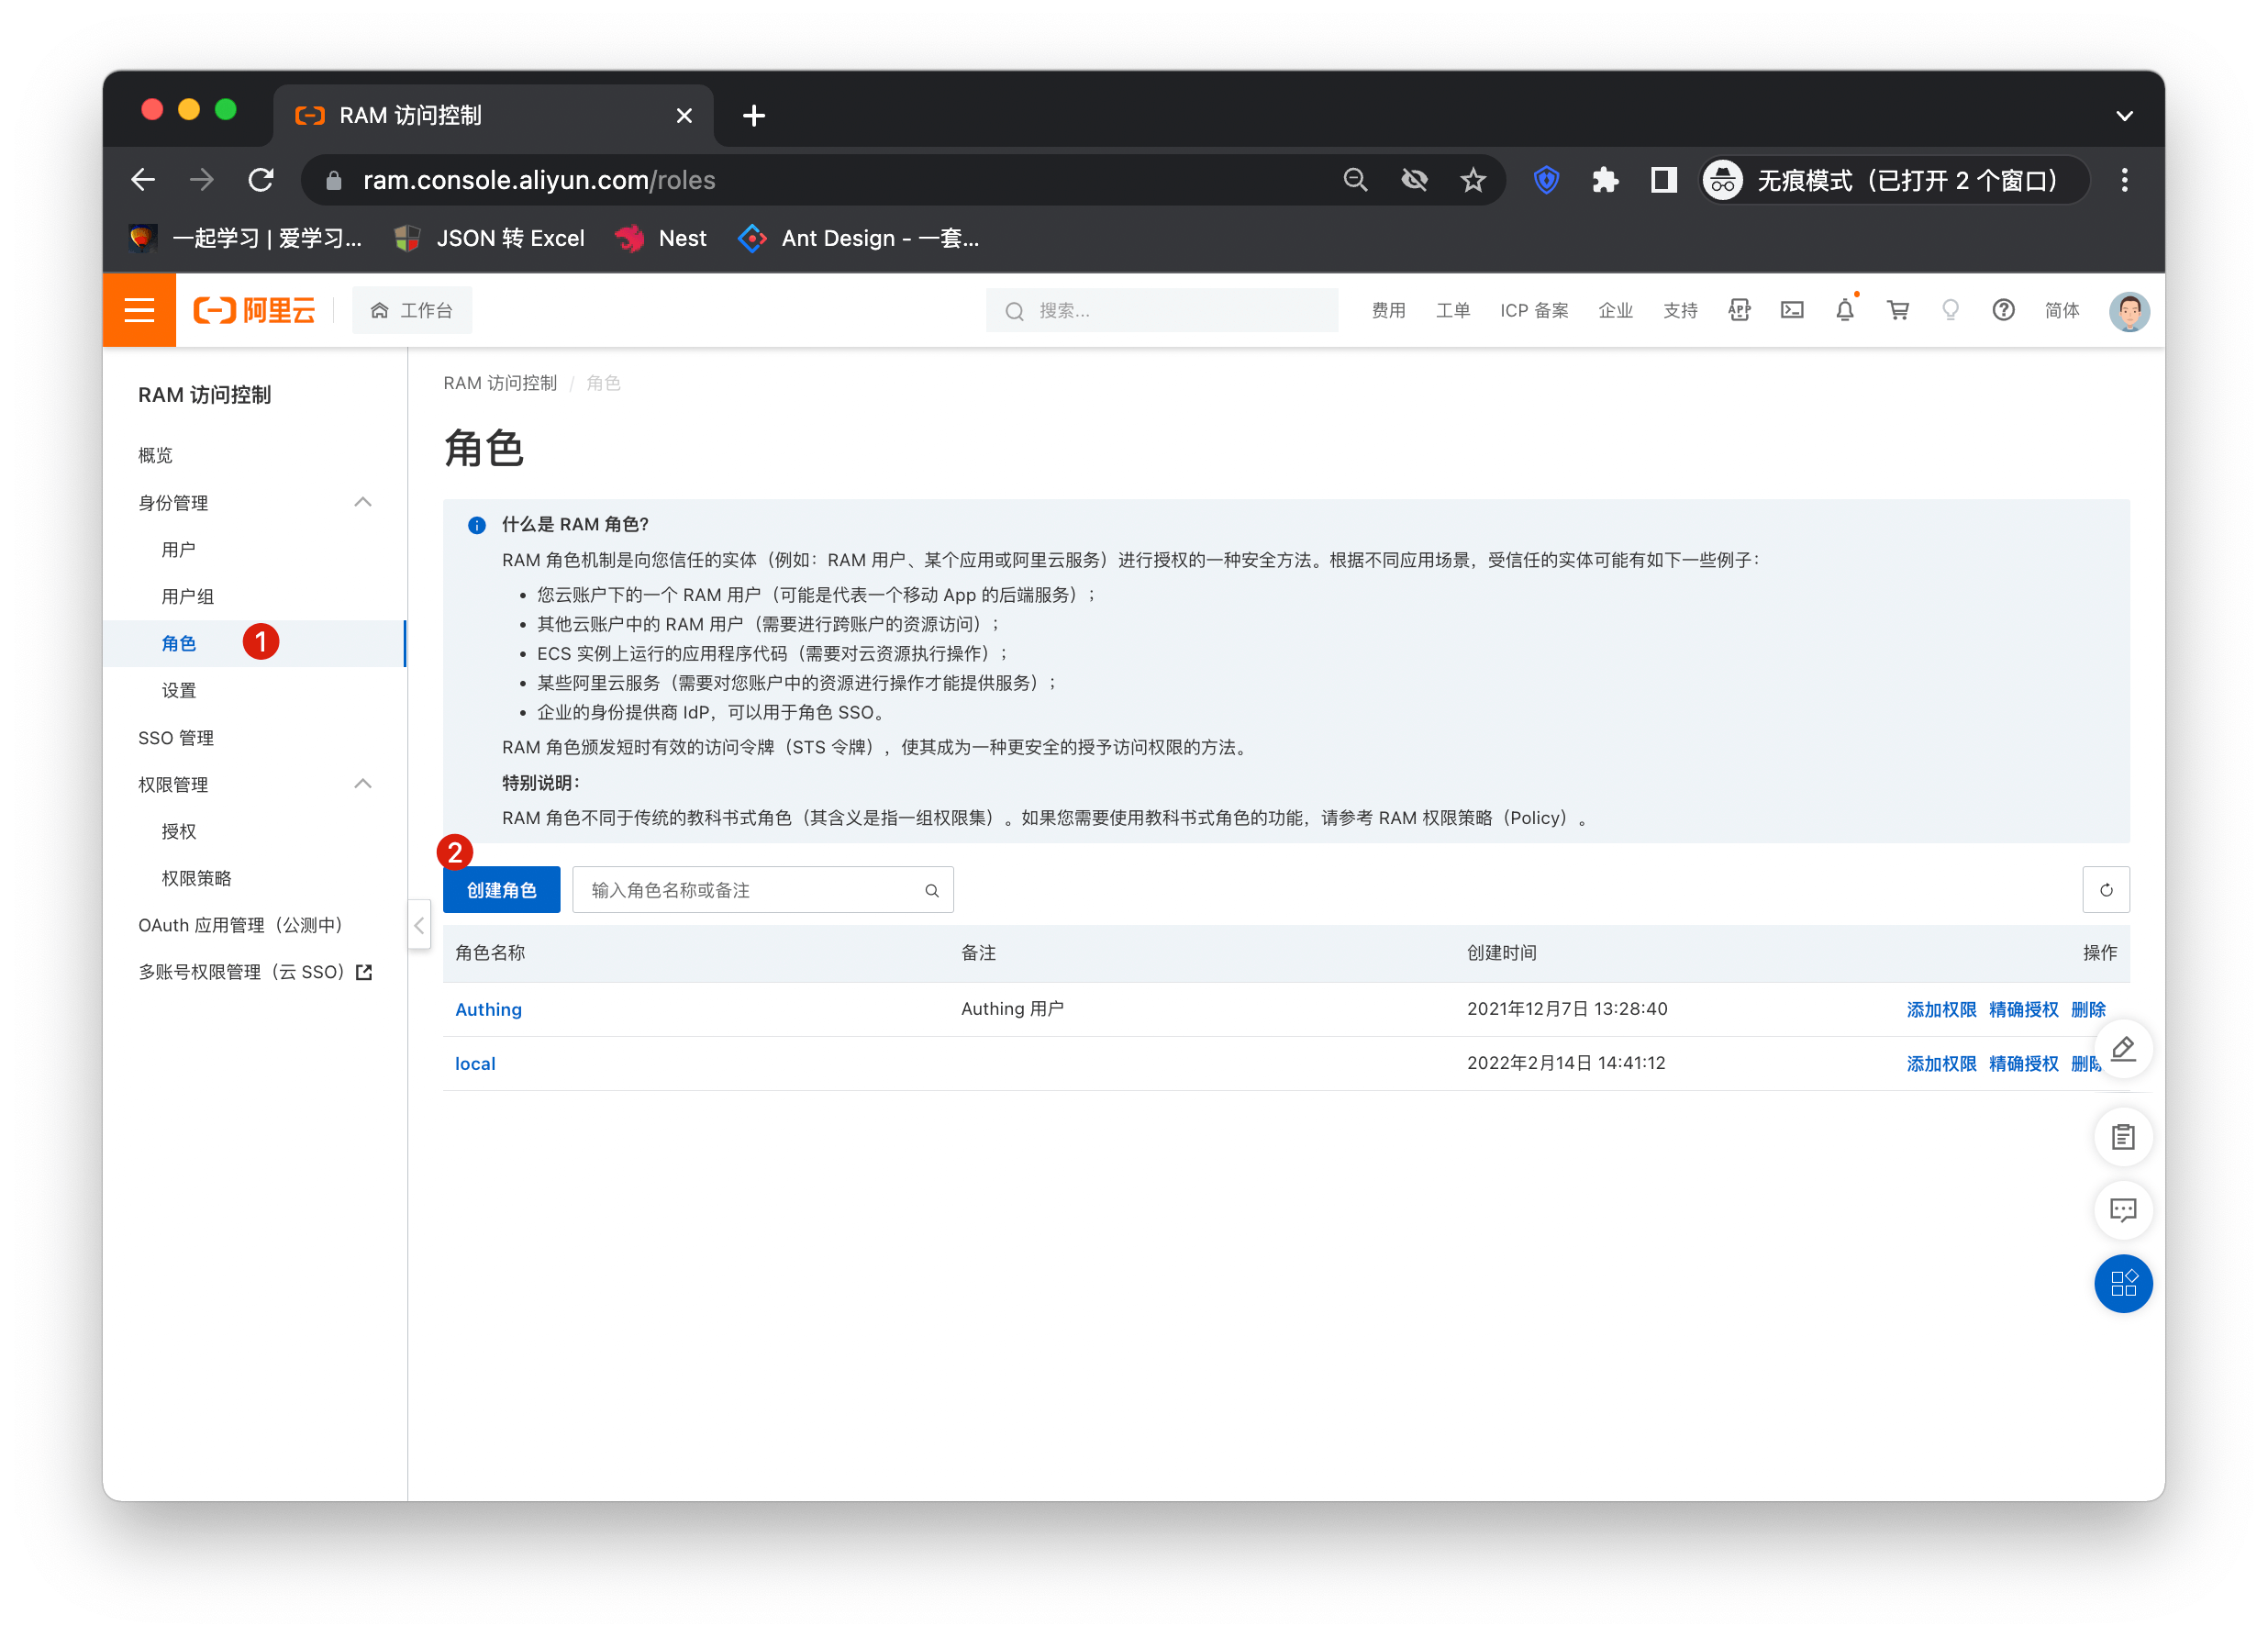 RAM 访问控制
ram.console.aliyun.com/roles
无痕模式（已打开 2 个窗口）
一起学习 | 爱学习...
JSON 转 Excel
Nest
Ant Design - 一套...
阿里云
工作台
搜索...
费用
工单
ICP 备案
企业
支持
APP
简体
RAM 访问控制
概览
身份管理
用户
用户组
角色
1
设置
SSO 管理
权限管理
授权
权限策略
OAuth 应用管理（公测中）
多账号权限管理（云 SSO）
RAM 访问控制 / 角色
角色
什么是 RAM 角色?
RAM 角色机制是向您信任的实体（例如：RAM 用户、某个应用或阿里云服务）进行授权的一种安全方法。根据不同应用场景，受信任的实体可能有如下一些例子：
• 您云账户下的一个 RAM 用户（可能是代表一个移动 App 的后端服务）；
• 其他云账户中的 RAM 用户（需要进行跨账户的资源访问）；
• ECS 实例上运行的应用程序代码（需要对云资源执行操作）；
• 某些阿里云服务（需要对您账户中的资源进行操作才能提供服务）；
• 企业的身份提供商 IdP，可以用于角色 SSO。
RAM 角色颁发短时有效的访问令牌（STS 令牌），使其成为一种更安全的授予访问权限的方法。
特别说明：
RAM 角色不同于传统的教科书式角色（其含义是指一组权限集）。如果您需要使用教科书式角色的功能，请参考 RAM 权限策略（Policy）。
2
创建角色
输入角色名称或备注
角色名称 备注 创建时间 操作
Authing Authing 用户 2021年12月7日 13:28:40 添加权限 精确授权 删除
local 2022年2月14日 14:41:12 添加权限 精确授权 删除